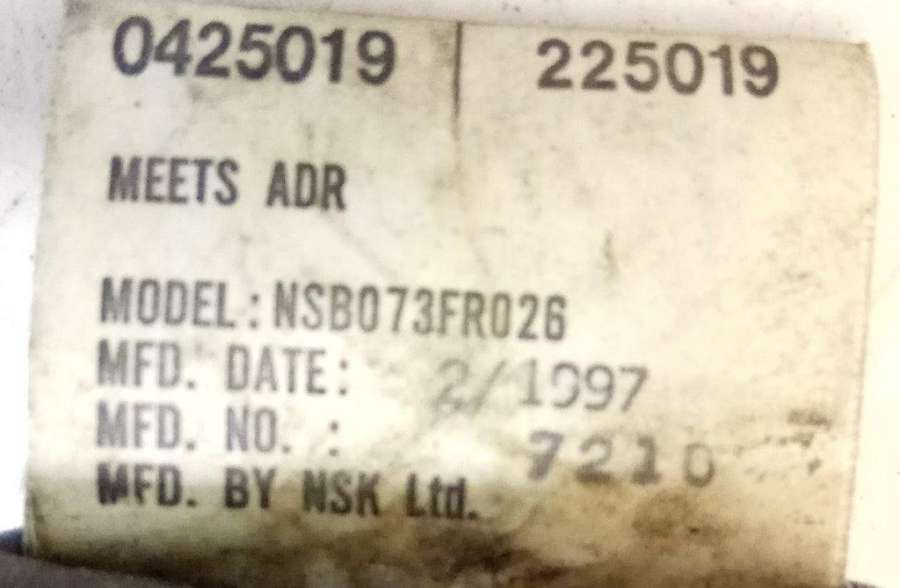 0425019 225019
MEETS ADR
MODEL: NSB073FR026
MFD. DATE: 2/1997
MFD. NO. : 7210
MFD. BY NSK Ltd.